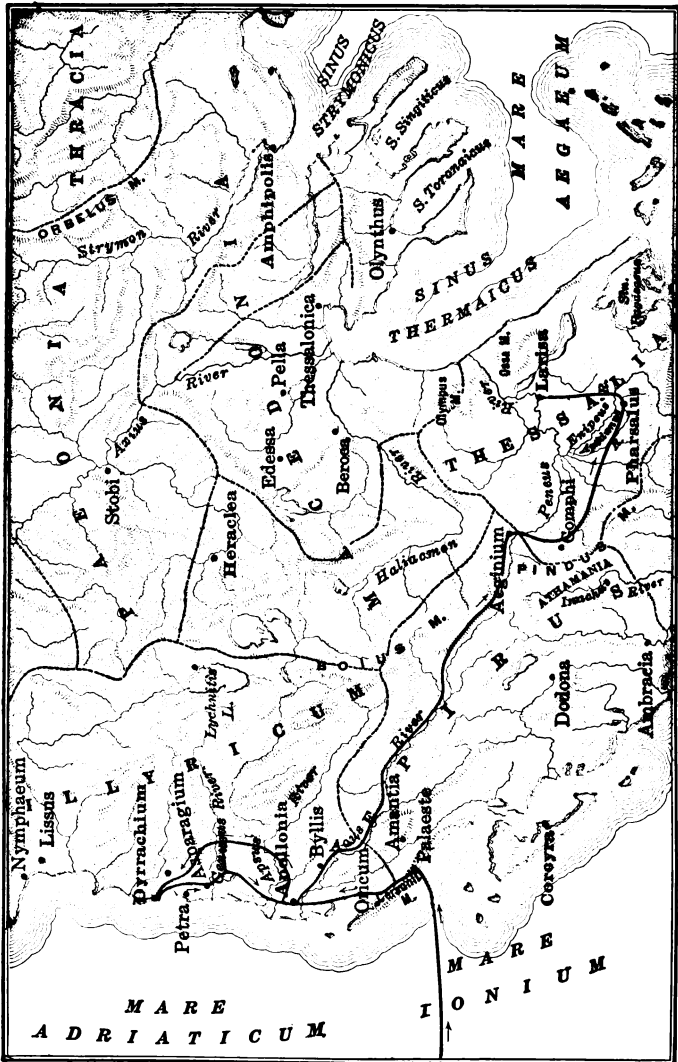 MARE ADRIATICUM
MARE IONIUM
Nymphaeum
Lissus
Dyrrachium
Petra
Asparagium
River
Apsus
River
Apollonia
Byllis
Oricum
Amantia
Palaeste
Corcyra
ILLYRICUM
Lychnitis L.
BOIUS M.
River
EPIRUS
Dodona
Ambracia
ATHAMANIA
River
PINDUS M.
Aeginium
Gomphi
Peneus
Enipeus
Pharsalus
THESSALIA
Larissa
Ossa M.
Olympus M.
River
Haliacmon
MACEDONIA
Heraclea
Stobi
Axius River
Edessa
Pella
Beroea
Thessalonica
PAEONIA
THRACIA
ORBELUS M.
Strymon River
Amphipolis
Olynthus
SINUS STRYMONICUS
S. Singiticus
S. Toronaicus
SINUS THERMAICUS
MARE AEGAEUM